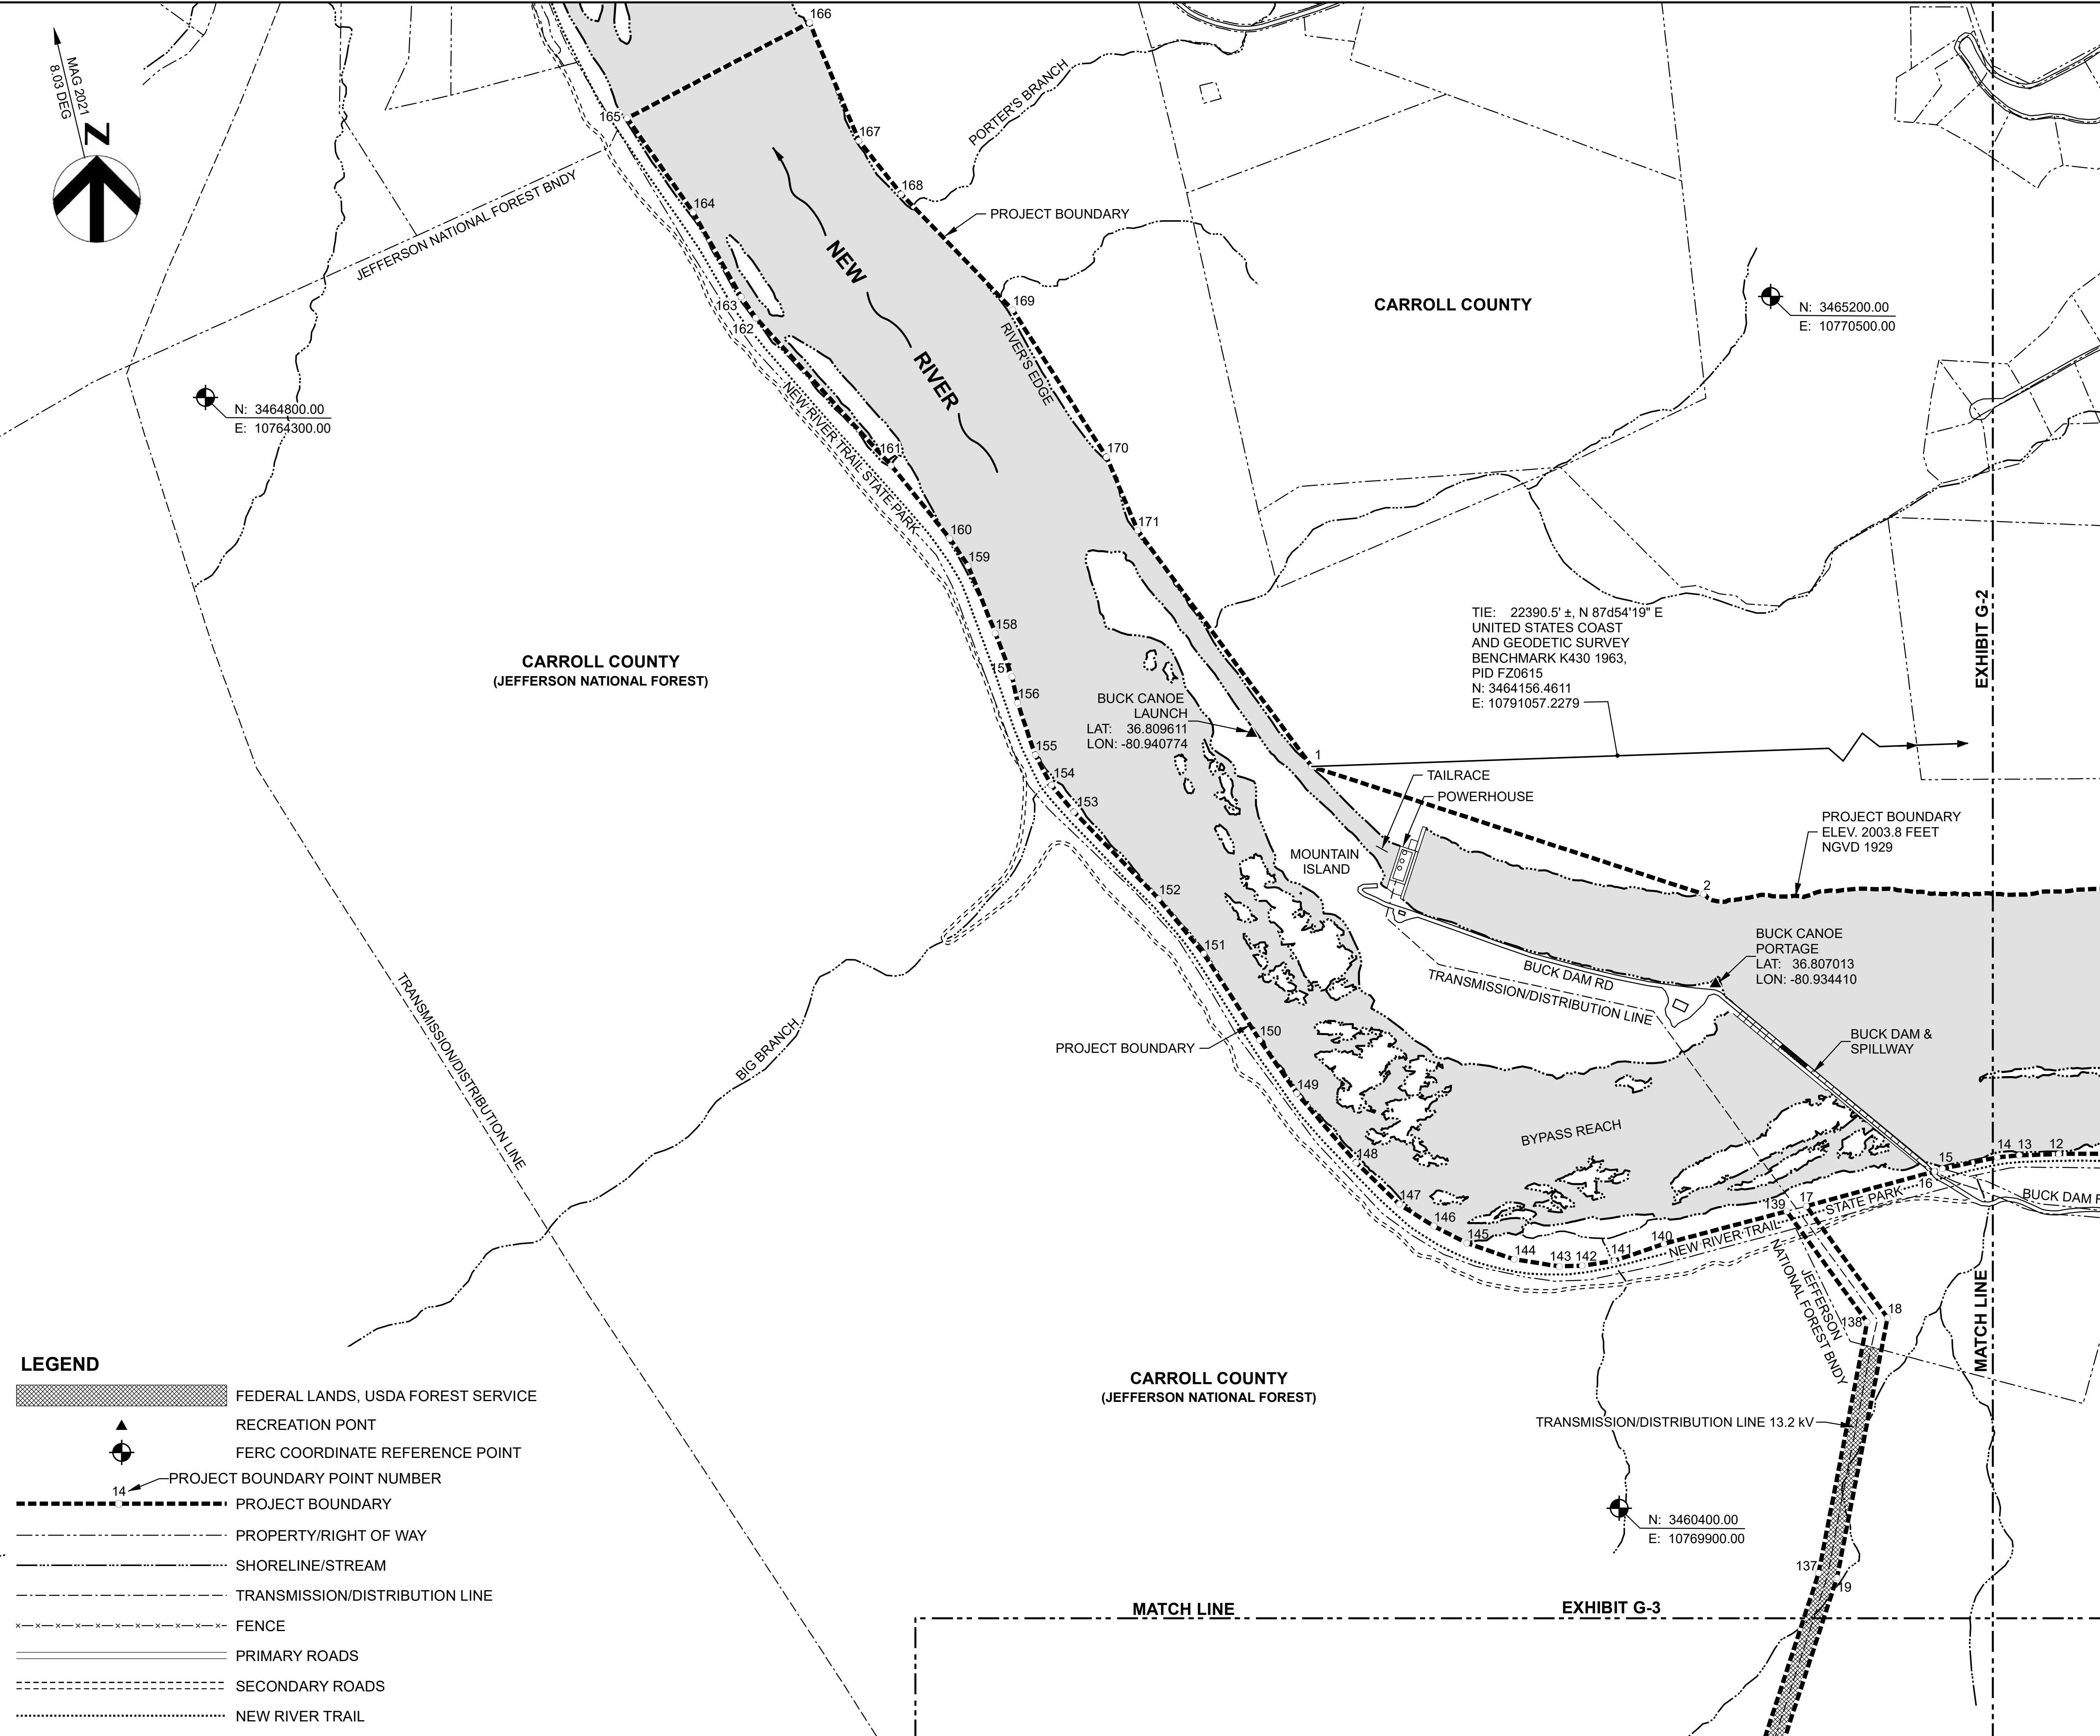 166
MAG 2021
8.03 DEG
N
PORTER'S BRANCH
165
167
JEFFERSON NATIONAL FOREST BNDY
168
164
PROJECT BOUNDARY
NEW
RIVER
163
162
169
RIVER'S EDGE
CARROLL COUNTY
N: 3465200.00
E: 10770500.00
N: 3464800.00
E: 10764300.00
NEW RIVER TRAIL STATE PARK
161
170
171
160
159
158
157
156
155
154
153
CARROLL COUNTY
(JEFFERSON NATIONAL FOREST)
TIE: 22390.5' ±, N 87d54'19" E
UNITED STATES COAST
AND GEODETIC SURVEY
BENCHMARK K430 1963,
PID FZ0615
N: 3464156.4611
E: 10791057.2279
EXHIBIT G-2
BUCK CANOE
LAUNCH
LAT: 36.809611
LON: -80.940774
1
TAILRACE
POWERHOUSE
PROJECT BOUNDARY
ELEV. 2003.8 FEET
NGVD 1929
MOUNTAIN
ISLAND
2
152
151
BUCK CANOE
PORTAGE
LAT: 36.807013
LON: -80.934410
BUCK DAM RD
TRANSMISSION/DISTRIBUTION LINE
TRANSMISSION/DISTRIBUTION LINE
BIG BRANCH
PROJECT BOUNDARY
150
BUCK DAM &
SPILLWAY
149
BYPASS REACH
148
147
146
145
144
143
142
141
140
139
17
16
15
14
13
12
BUCK DAM R
NEW RIVER TRAIL
STATE PARK
JEFFERSON
NATIONAL FOREST BNDY
138
18
MATCH LINE
CARROLL COUNTY
(JEFFERSON NATIONAL FOREST)
TRANSMISSION/DISTRIBUTION LINE 13.2 kV
N: 3460400.00
E: 10769900.00
137
19
MATCH LINE
EXHIBIT G-3
LEGEND
FEDERAL LANDS, USDA FOREST SERVICE
RECREATION PONT
FERC COORDINATE REFERENCE POINT
PROJECT BOUNDARY POINT NUMBER
14
PROJECT BOUNDARY
PROPERTY/RIGHT OF WAY
SHORELINE/STREAM
TRANSMISSION/DISTRIBUTION LINE
FENCE
PRIMARY ROADS
SECONDARY ROADS
NEW RIVER TRAIL